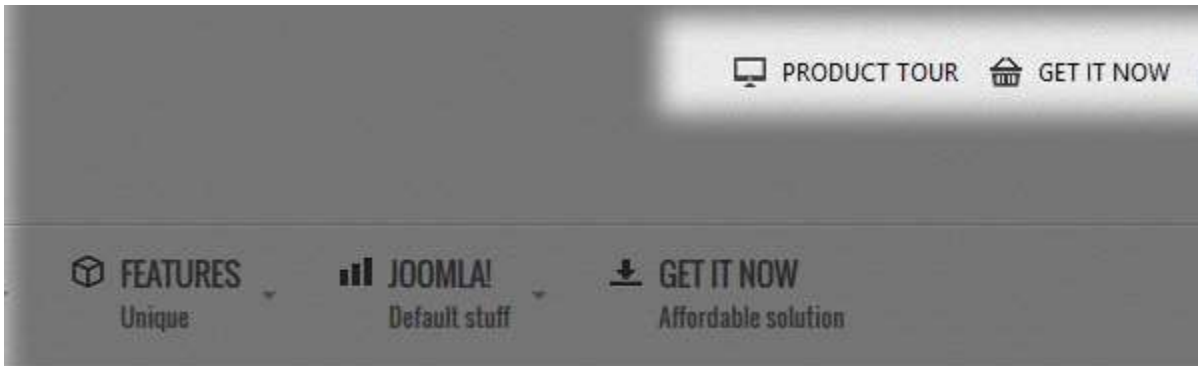 PRODUCT TOUR GET IT NOW
FEATURES JOOMLA! GET IT NOW
Unique Default stuff Affordable solution